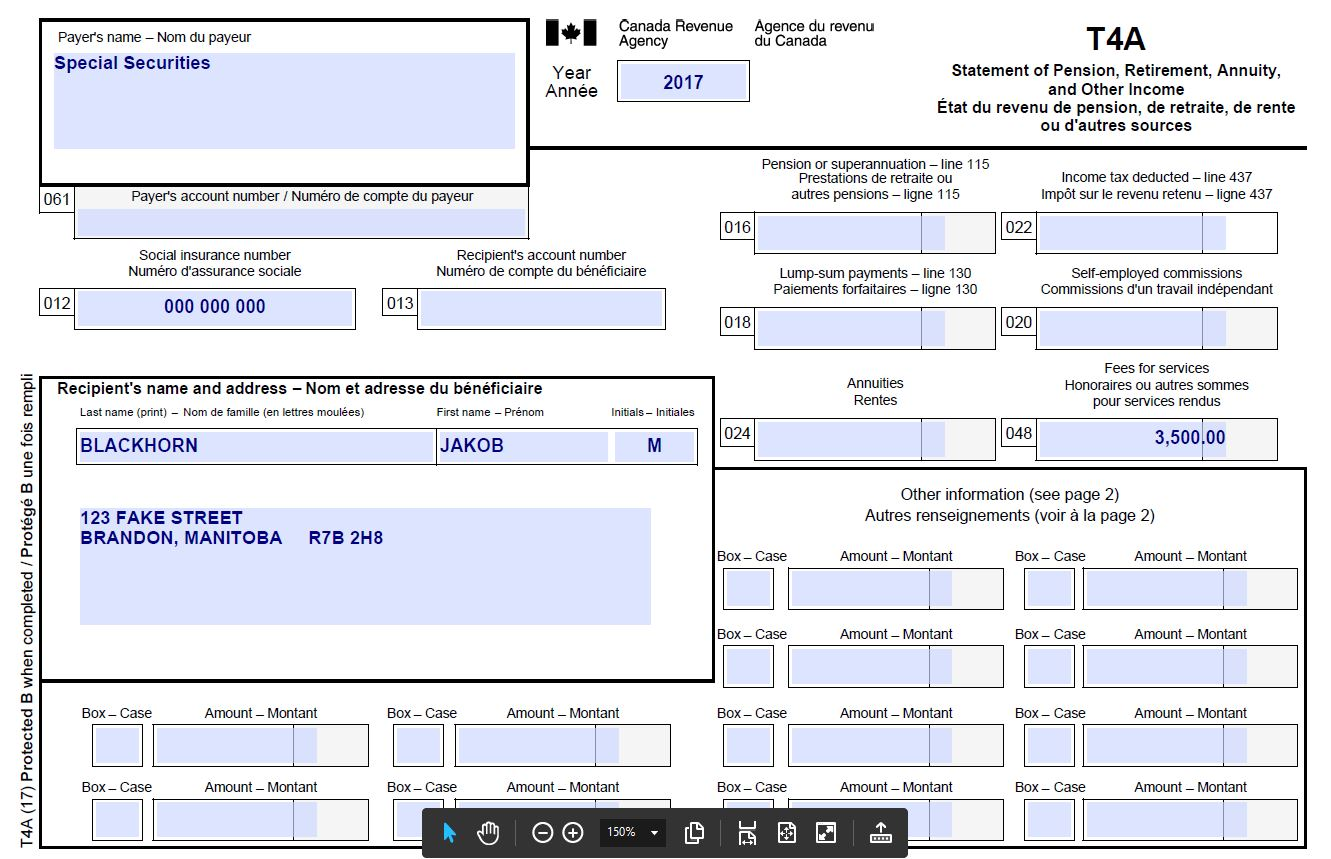 Payer's name – Nom du payeur
Special Securities
Canada Revenue Agency
Agence du revenu du Canada
Year
Année
2017
T4A
Statement of Pension, Retirement, Annuity,
and Other Income
État du revenu de pension, de retraite, de rente
ou d'autres sources
061
Payer's account number / Numéro de compte du payeur
Pension or superannuation – line 115
Prestations de retraite ou
autres pensions – ligne 115
016
Income tax deducted – line 437
Impôt sur le revenu retenu – ligne 437
022
Social insurance number
Numéro d'assurance sociale
012
000 000 000
Recipient's account number
Numéro de compte du bénéficiaire
013
Lump-sum payments – line 130
Paiements forfaitaires – ligne 130
018
Self-employed commissions
Commissions d'un travail indépendant
020
Annuities
Rentes
024
Fees for services
Honoraires ou autres sommes
pour services rendus
048
3,500.00
Recipient's name and address – Nom et adresse du bénéficiaire
Last name (print) – Nom de famille (en lettres moulées)
First name – Prénom
Initials – Initiales
BLACKHORN
JAKOB
M
123 FAKE STREET
BRANDON, MANITOBA R7B 2H8
Other information (see page 2)
Autres renseignements (voir à la page 2)
Box – Case Amount – Montant Box – Case Amount – Montant
Box – Case Amount – Montant Box – Case Amount – Montant
Box – Case Amount – Montant Box – Case Amount – Montant Box – Case Amount – Montant Box – Case Amount – Montant
Box – Case Amount – Montant Box – Case Amount – Montant Box – Case Amount – Montant Box – Case Amount – Montant
T4A (17) Protected B when completed / Protégé B une fois rempli
150%